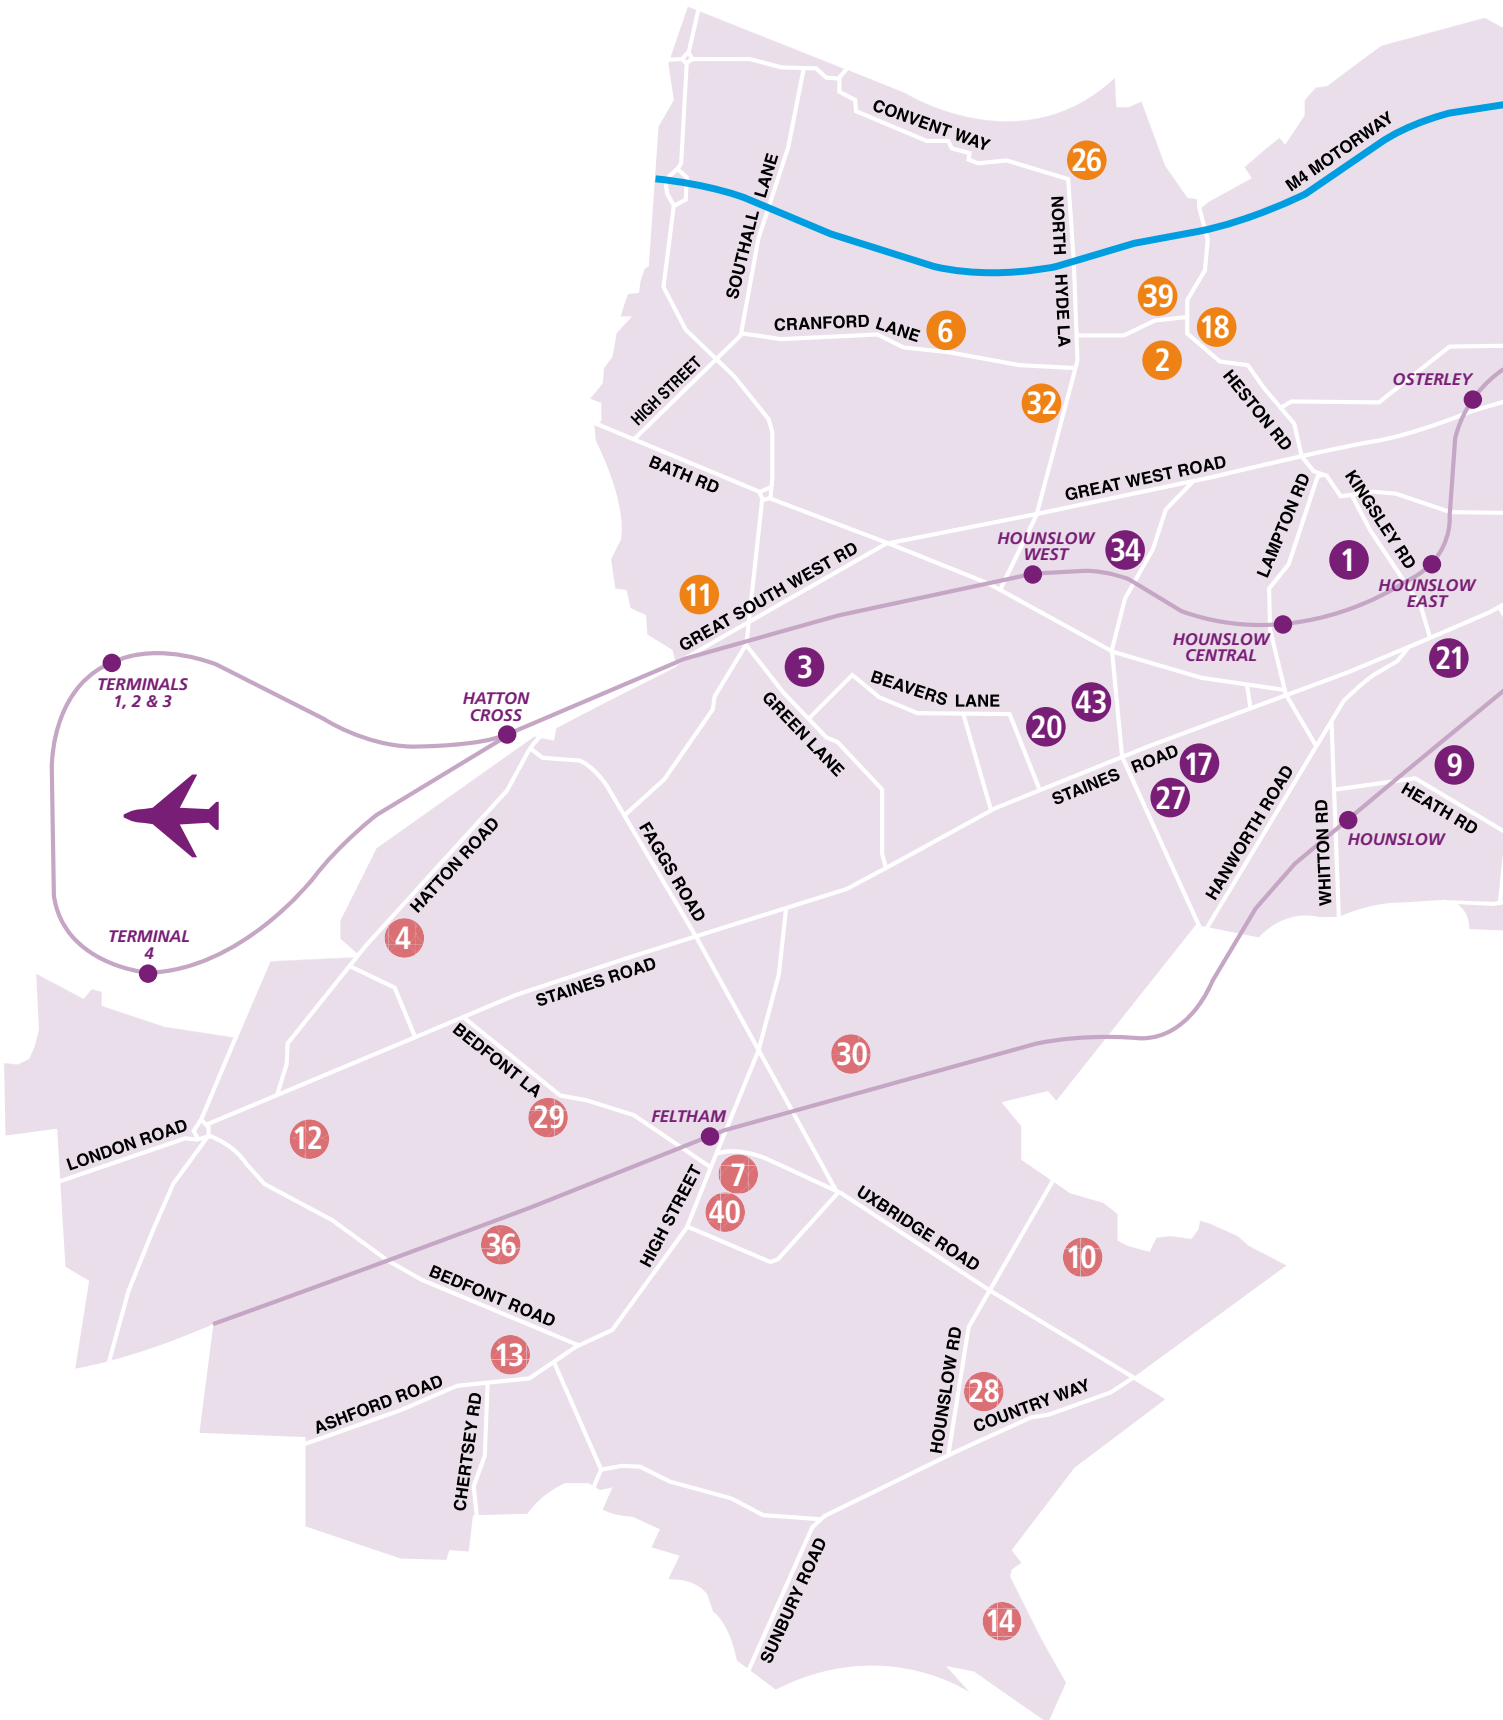 CONVENT WAY
26
M4 MOTORWAY
SOUTHALL LANE
NORTH HYDE LA
39
18
CRANFORD LANE
6
2
HIGH STREET
32
HESTON RD
OSTERLEY
BATH RD
GREAT WEST ROAD
LAMPTON RD
KINGSLEY RD
HOUNSLOW
WEST
34
1
GREAT SOUTH WEST RD
11
HOUNSLOW
EAST
HOUNSLOW
CENTRAL
21
3
TERMINALS
1, 2 & 3
HATTON
CROSS
BEAVERS LANE
43
20
GREEN LANE
STAINES ROAD
17
27
9
HANWORTH ROAD
WHITTON RD
HEATH RD
HOUNSLOW
HATTON ROAD
FAGGS ROAD
4
TERMINAL
4
STAINES ROAD
BEDFONT LA
30
29
FELTHAM
LONDON ROAD
12
7
40
HIGH STREET
UXBRIDGE ROAD
36
10
BEDFONT ROAD
13
HOUNSLOW RD
28
COUNTRY WAY
ASHFORD ROAD
CHERTSEY RD
SUNBURY ROAD
14